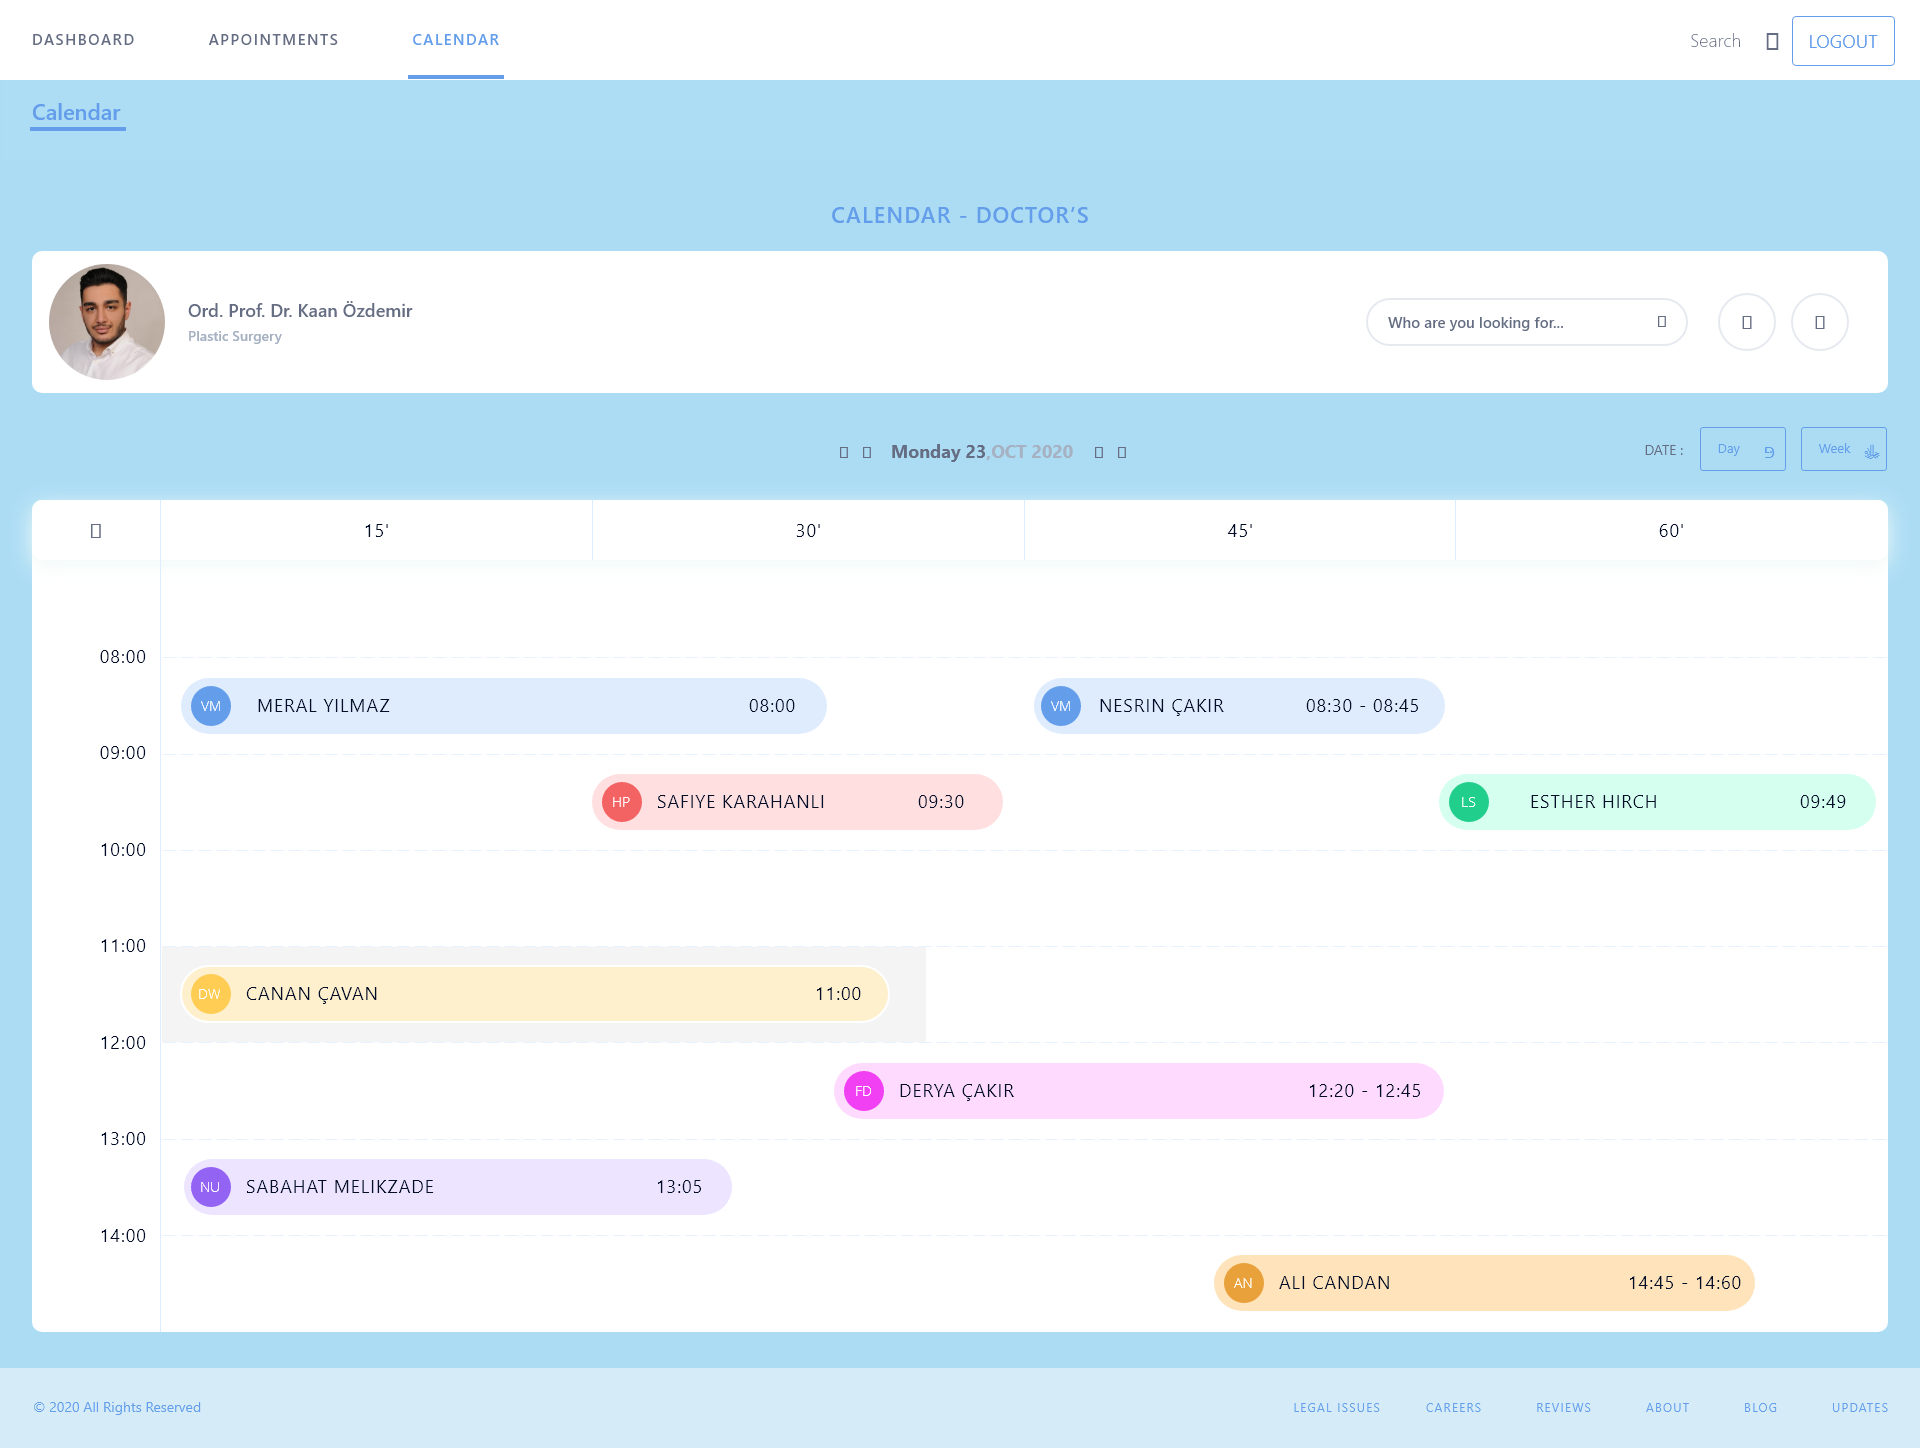 DASHBOARD APPOINTMENTS CALENDAR Search LOGOUT
Calendar
CALENDAR - DOCTOR’S
Ord. Prof. Dr. Kaan Özdemir
Plastic Surgery
Who are you looking for...
Monday 23,OCT 2020
DATE : Day Week
15' 30' 45' 60'
08:00
VM MERAL YILMAZ 08:00 VM NESRIN ÇAKIR 08:30 - 08:45
09:00
HP SAFIYE KARAHANLI 09:30 LS ESTHER HIRCH 09:49
10:00
11:00
DW CANAN ÇAVAN 11:00
12:00
FD DERYA ÇAKIR 12:20 - 12:45
13:00
NU SABAHAT MELIKZADE 13:05
14:00
AN ALI CANDAN 14:45 - 14:60
© 2020 All Rights Reserved LEGAL ISSUES CAREERS REVIEWS ABOUT BLOG UPDATES